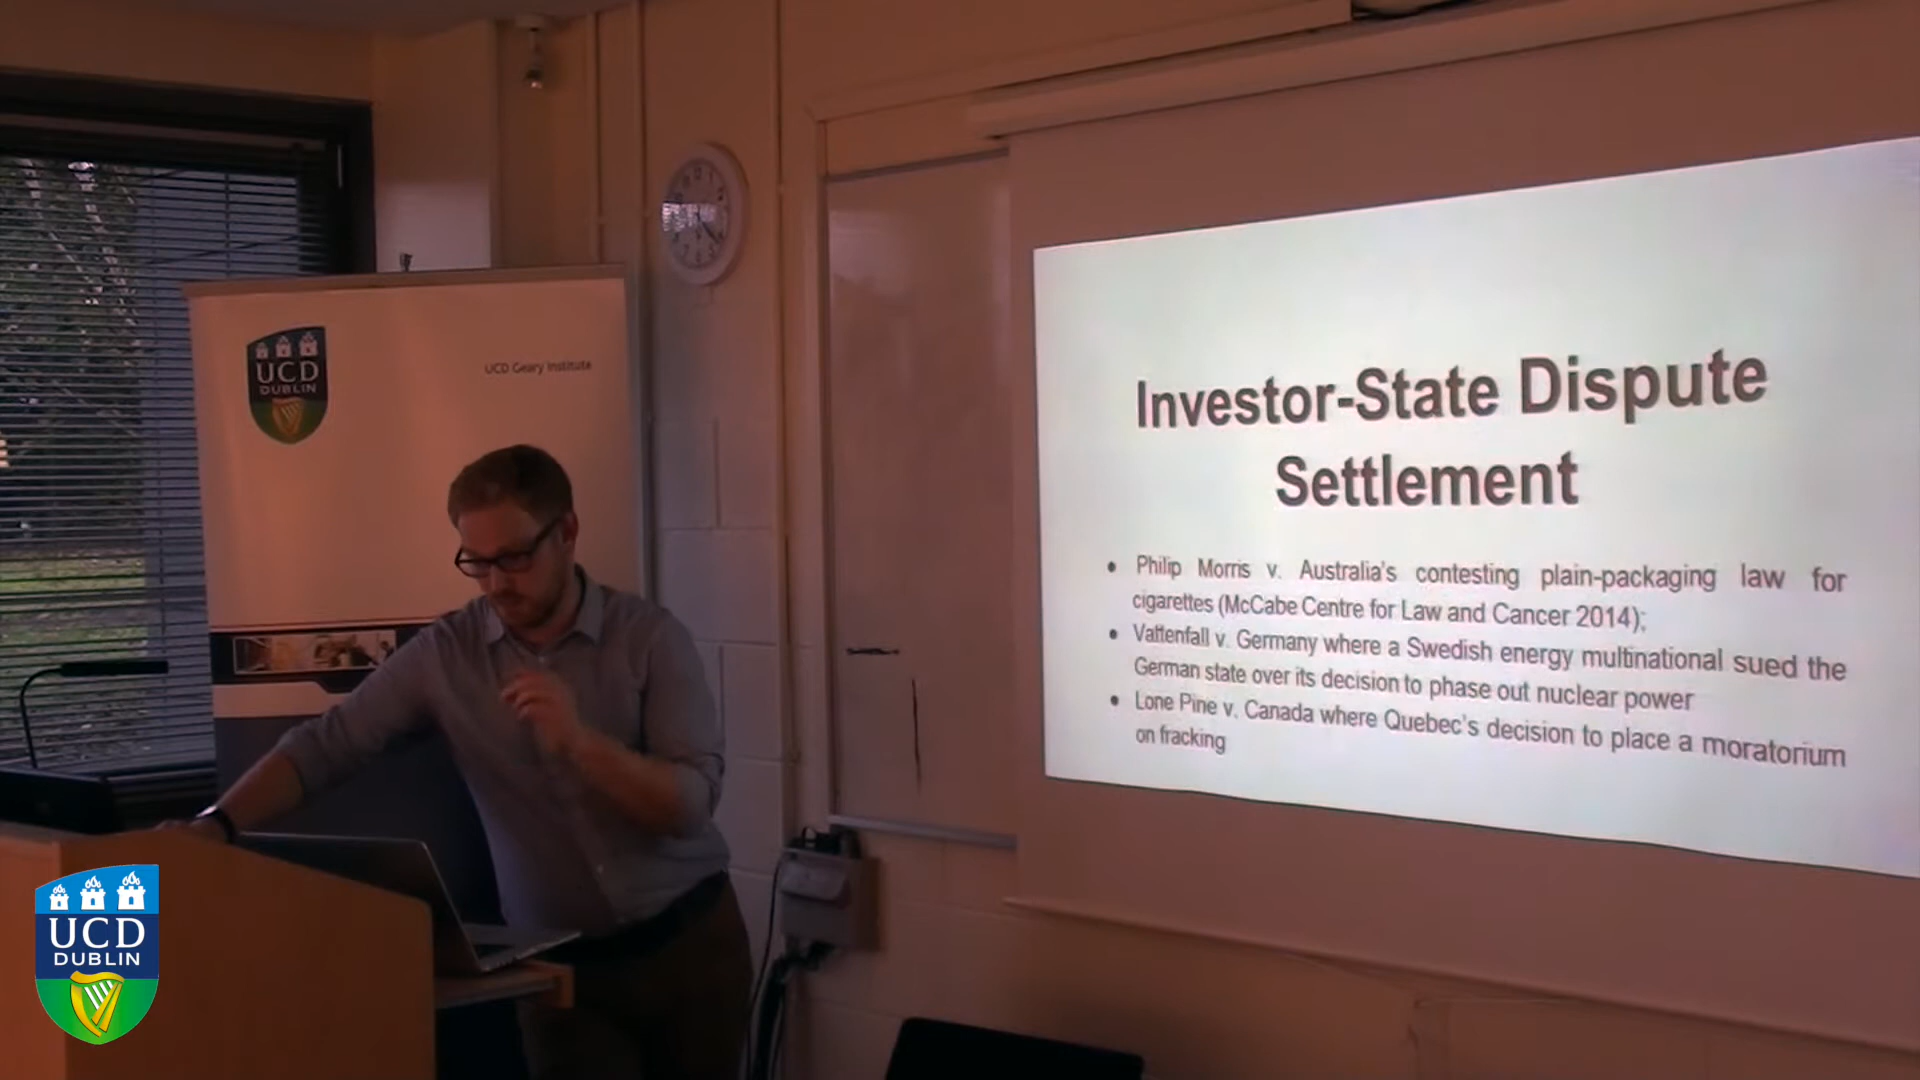 UCD
DUBLIN
UCD Geary Institute
Investor-State Dispute
Settlement
• Philip Morris v. Australia's contesting plain-packaging law for
cigarettes (McCabe Centre for Law and Cancer 2014);
• Vattenfall v. Germany where a Swedish energy multinational sued the
German state over its decision to phase out nuclear power
• Lone Pine v. Canada where Quebec's decision to place a moratorium
on fracking
UCD
DUBLIN